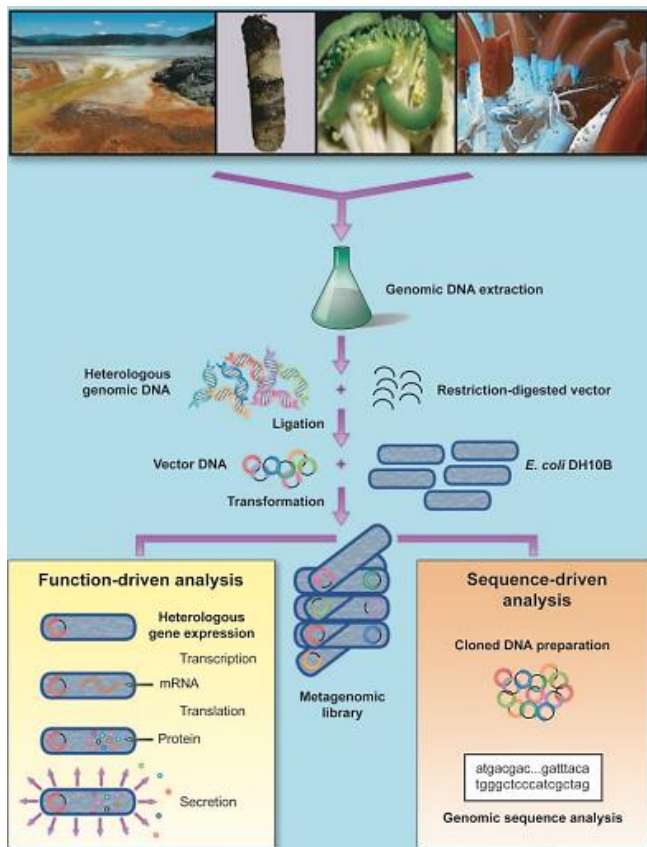 Genomic DNA extraction
Heterologous
genomic DNA
+
Restriction-digested vector
Ligation
Vector DNA
+
E. coli DH10B
Transformation
Function-driven analysis
Heterologous
gene expression
Transcription
mRNA
Translation
Protein
Secretion
Metagenomic
library
Sequence-driven
analysis
Cloned DNA preparation
atgacgac...gatttaca
tgggctcccatcgctag
Genomic sequence analysis